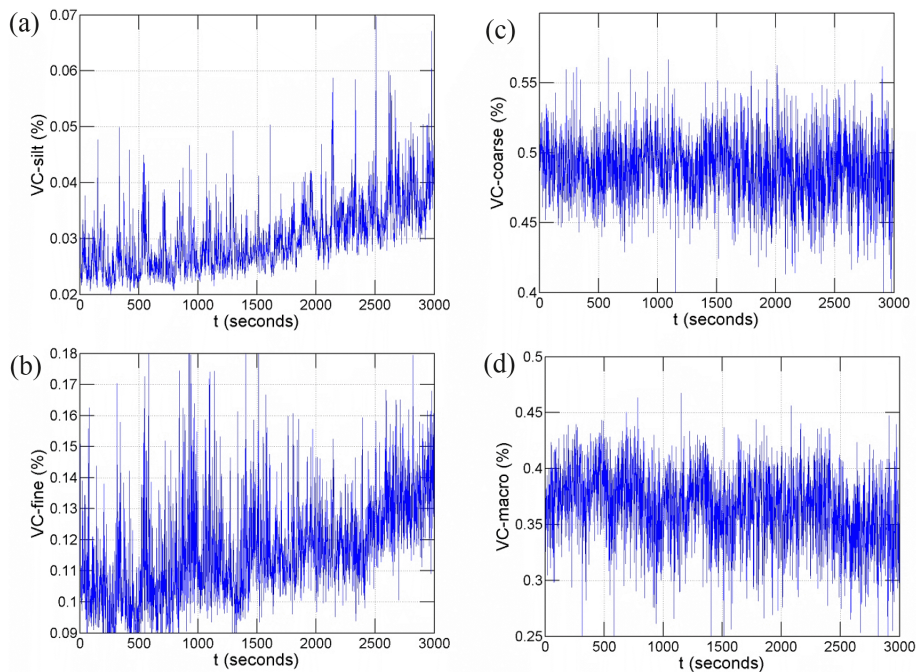 (a)
0.07
0.06
0.05
0.04
0.03
0.02
VC-silt (%)
0 500 1000 1500 2000 2500 3000
t (seconds)
(c)
0.55
0.5
0.45
0.4
VC-coarse (%)
0 500 1000 1500 2000 2500 3000
t (seconds)
(b)
0.18
0.17
0.16
0.15
0.14
0.13
0.12
0.11
0.1
0.09
VC-fine (%)
0 500 1000 1500 2000 2500 3000
t (seconds)
(d)
0.5
0.45
0.4
0.35
0.3
0.25
VC-macro (%)
0 500 1000 1500 2000 2500 3000
t (seconds)